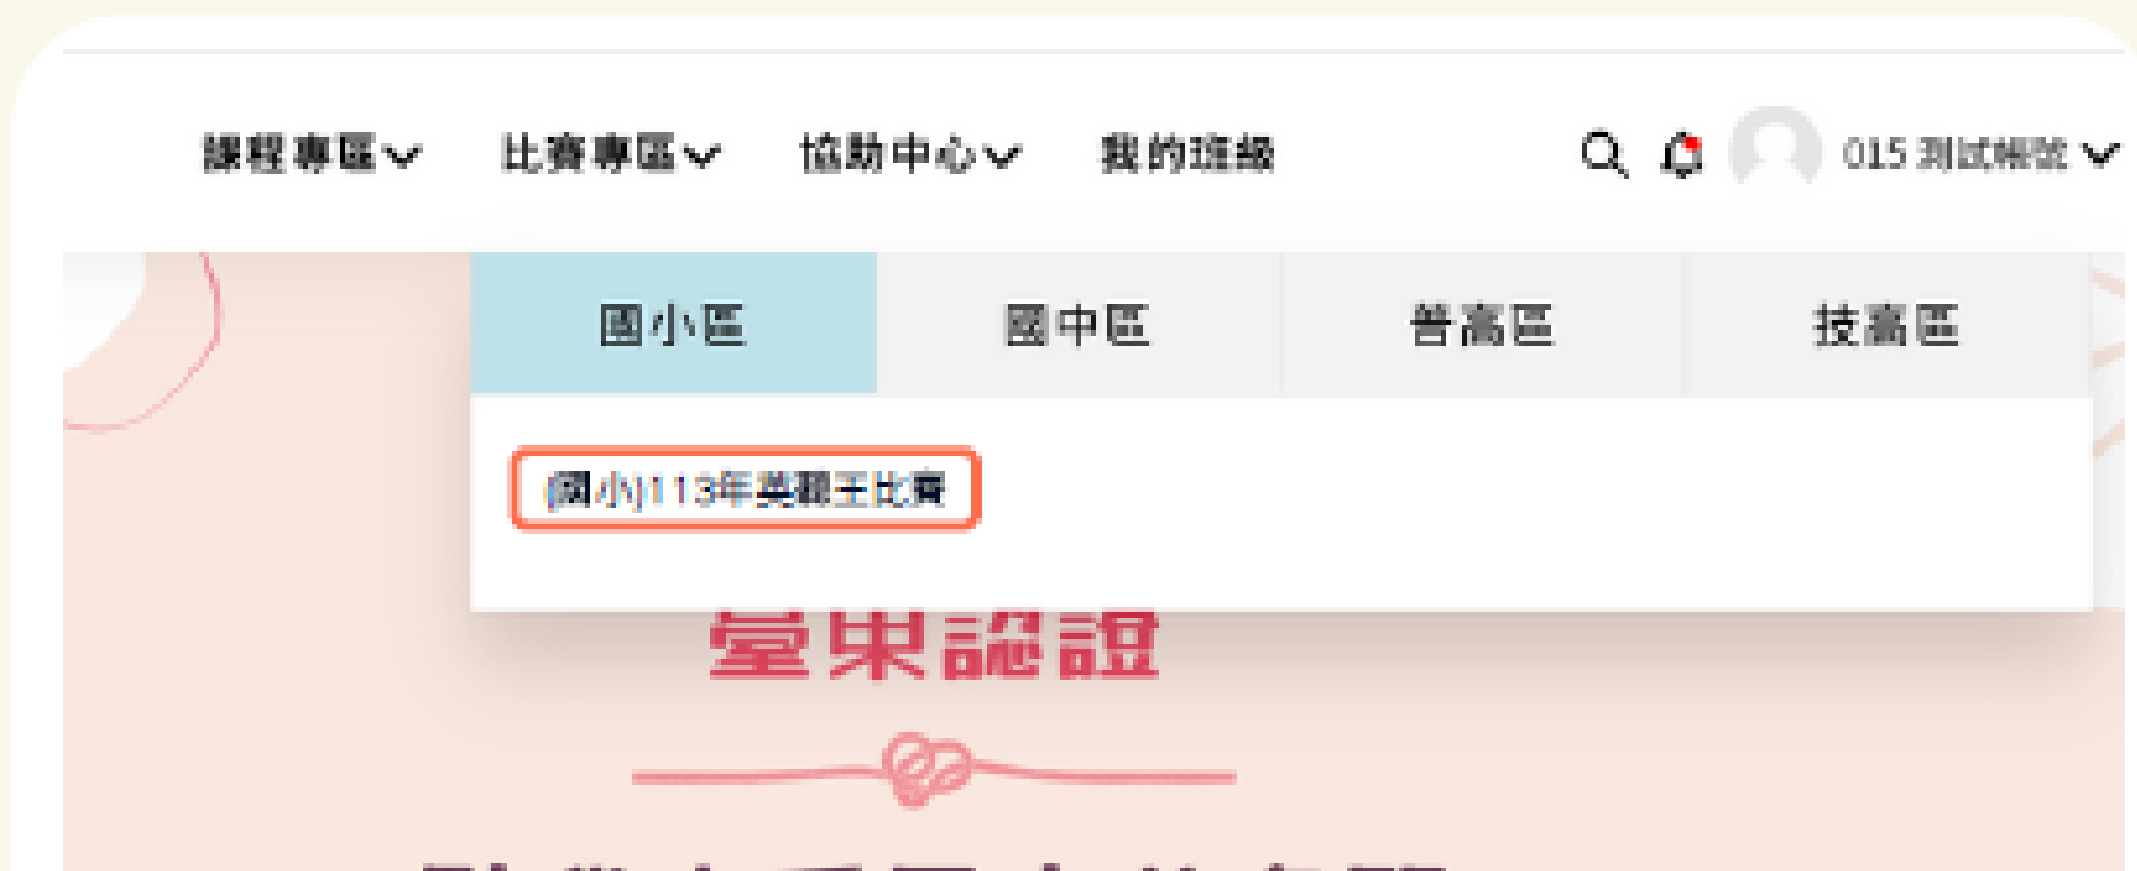 課程專區 比賽專區 協助中心 我的班級 015 測試帳號
國小區 國中區 普高區 技高區
(國小)113年英聽王比賽
臺東認證